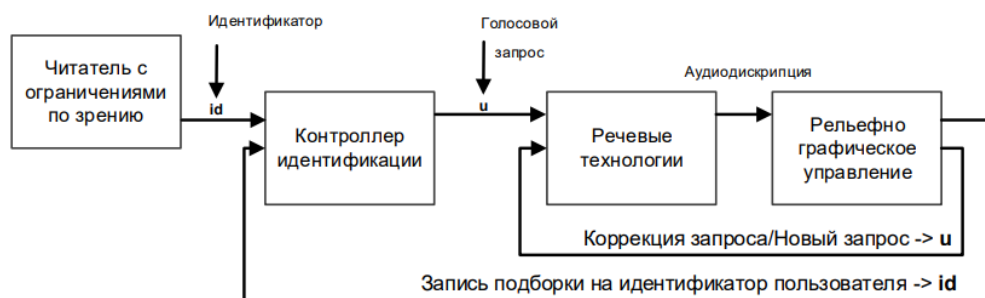 Идентификатор
Голосовой
запрос
Читатель с
ограничениями
по зрению
id
u
Аудиодискрипция
Контроллер
идентификации
Речевые
технологии
Рельефно
графическое
управление
Коррекция запроса/Новый запрос -> u
Запись подборки на идентификатор пользователя -> id